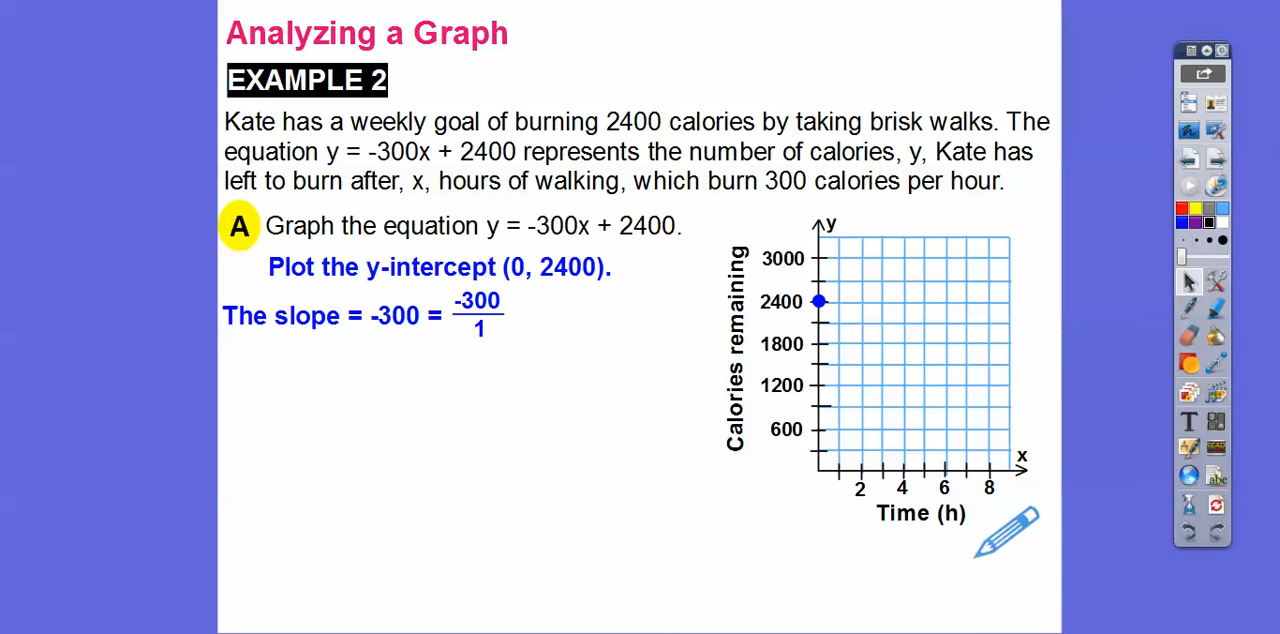 Analyzing a Graph
EXAMPLE 2
Kate has a weekly goal of burning 2400 calories by taking brisk walks. The
equation y = -300x + 2400 represents the number of calories, y, Kate has
left to burn after, x, hours of walking, which burn 300 calories per hour.
A Graph the equation y = -300x + 2400.
Plot the y-intercept (0, 2400).
The slope = -300 = -300
1
y
Calories remaining
3000
2400
1800
1200
600
x
2 4 6 8
Time (h)
T
abc